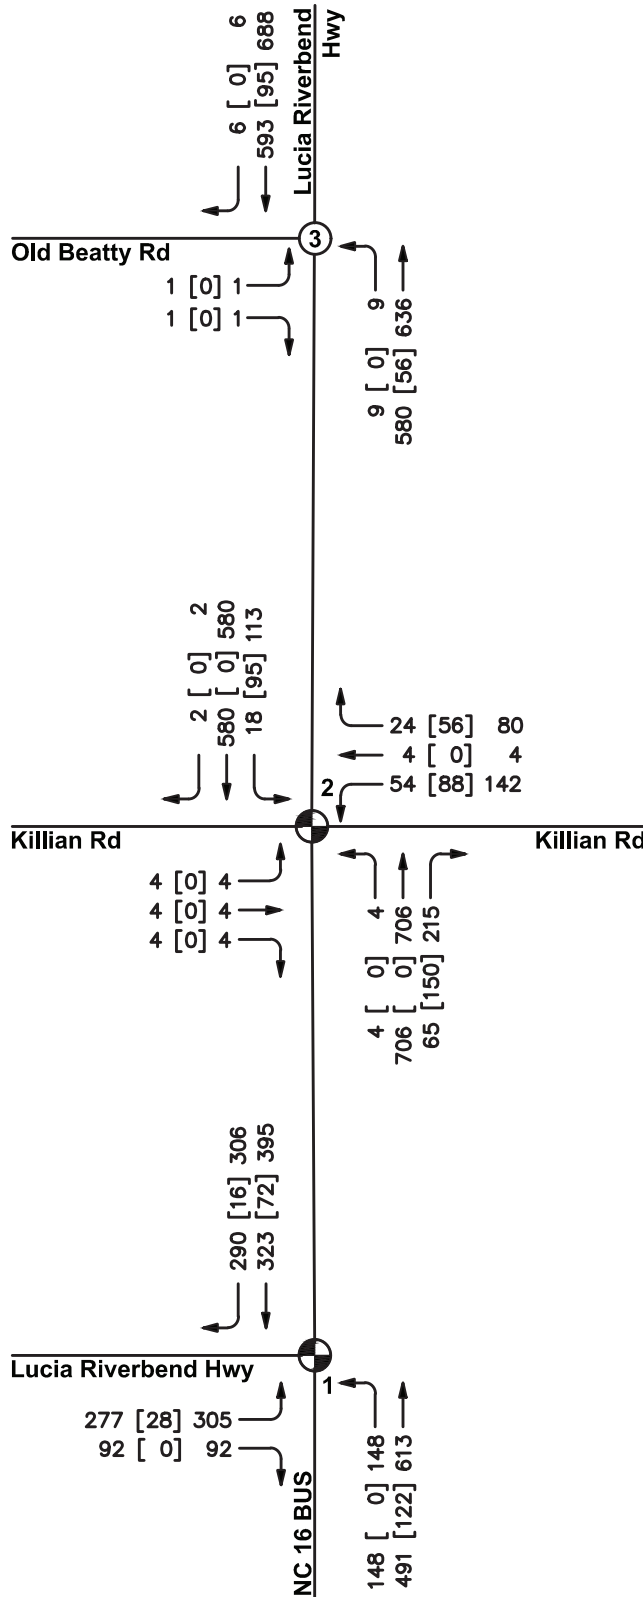 6 [ 0] 6
593 [95] 688
Lucia Riverbend
Hwy
3
Old Beatty Rd
1 [0] 1
1 [0] 1
9 [ 0] 9
580 [56] 636
2 [ 0] 2
580 [ 0] 580
18 [95] 113
24 [56] 80
4 [ 0] 4
54 [88] 142
2
Killian Rd
Killian Rd
4 [0] 4
4 [0] 4
4 [0] 4
4 [ 0] 4
706 [ 0] 706
65 [150] 215
290 [16] 306
323 [72] 395
Lucia Riverbend Hwy
1
277 [28] 305
92 [ 0] 92
NC 16 BUS
148 [ 0] 148
491 [122] 613